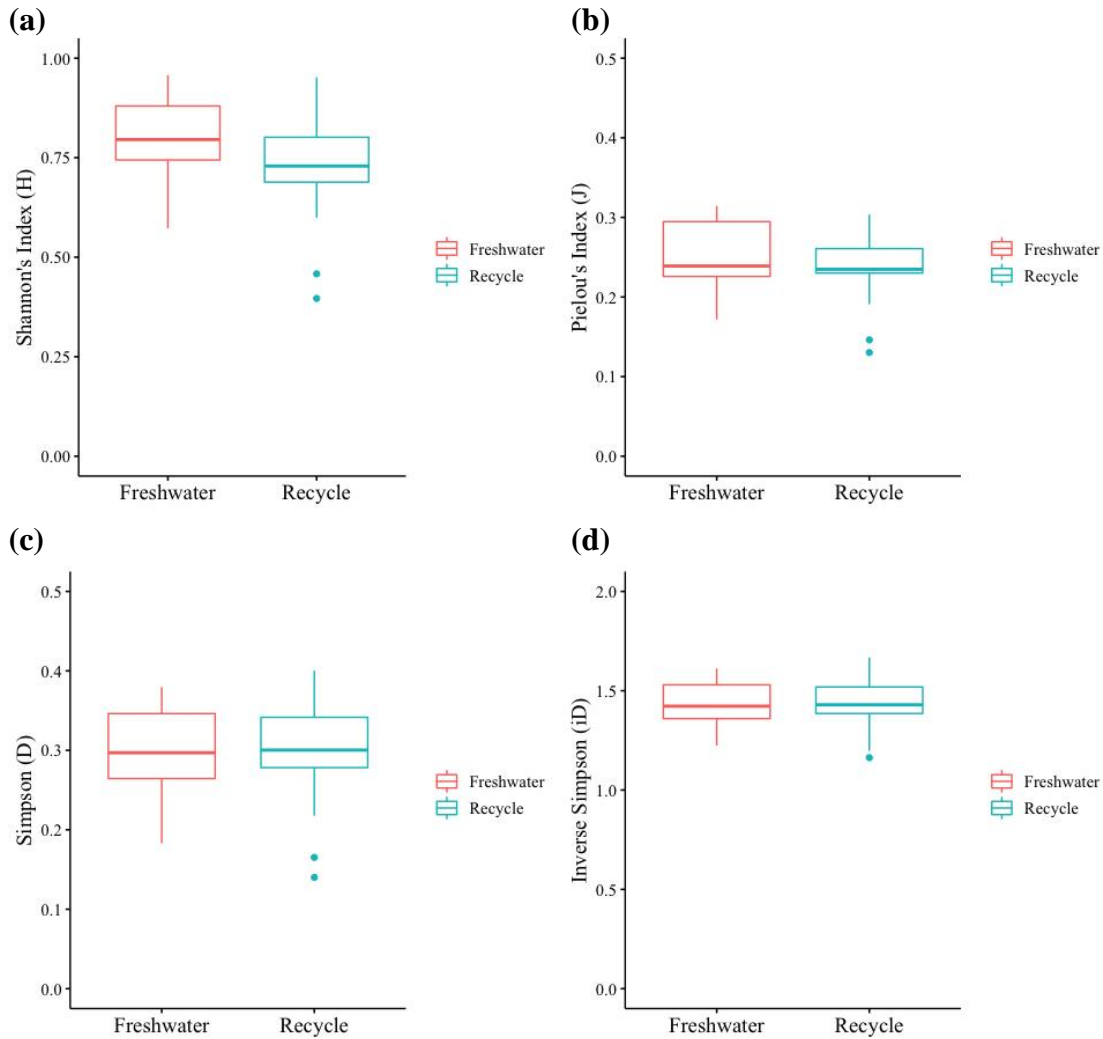 (a)
1.00
0.75
0.50
0.25
0.00
Shannon's Index (H)
Freshwater
Recycle
Freshwater
Recycle
(b)
0.5
0.4
0.3
0.2
0.1
0.0
Pielou's Index (J)
Freshwater
Recycle
Freshwater
Recycle
(c)
0.5
0.4
0.3
0.2
0.1
0.0
Simpson (D)
Freshwater
Recycle
Freshwater
Recycle
(d)
2.0
1.5
1.0
0.5
0.0
Inverse Simpson (iD)
Freshwater
Recycle
Freshwater
Recycle